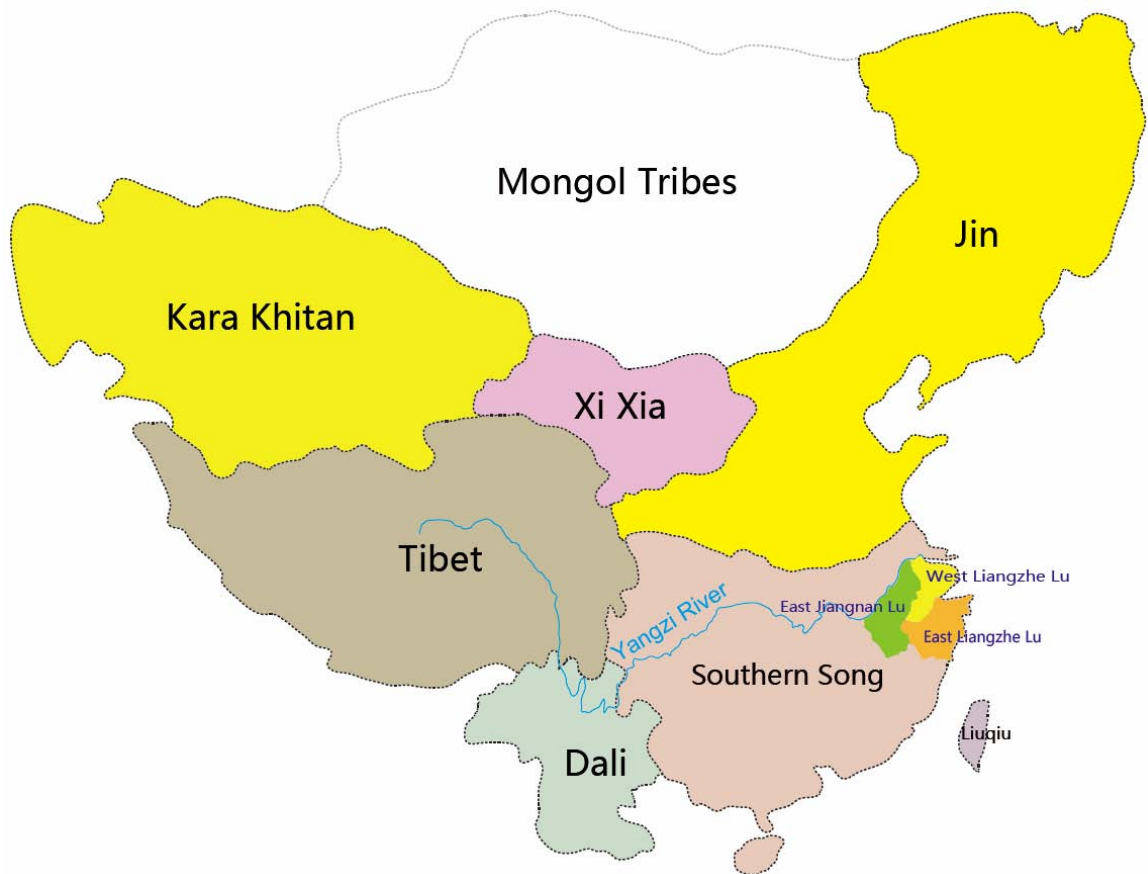 Mongol Tribes
Jin
Kara Khitan
Xi Xia
Tibet
West Liangzhe Lu
East Jiangnan Lu
Yangzi River
East Liangzhe Lu
Southern Song
Liuqiu
Dali